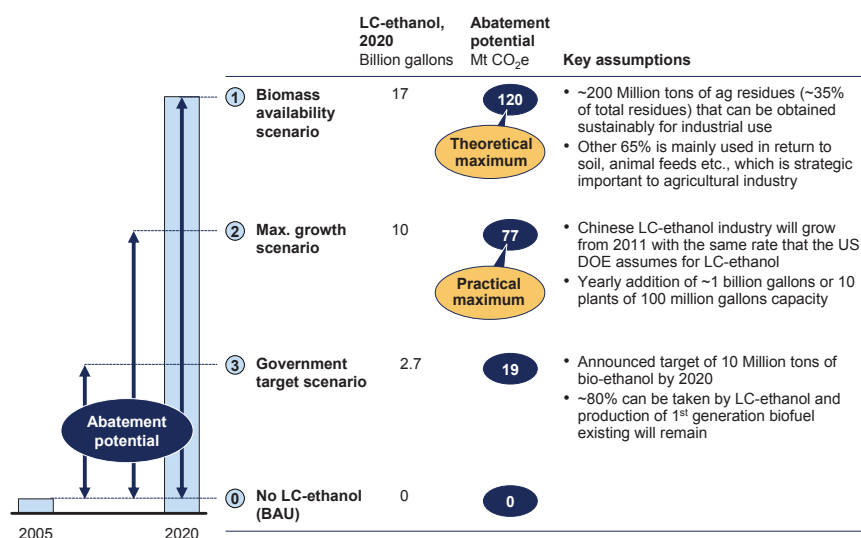 LC-ethanol,
2020
Billion gallons
Abatement
potential
Mt CO₂e
Key assumptions
1
Biomass
availability
scenario
17
120
Theoretical
maximum
• ~200 Million tons of ag residues (~35%
of total residues) that can be obtained
sustainably for industrial use
• Other 65% is mainly used in return to
soil, animal feeds etc., which is strategic
important to agricultural industry
2
Max. growth
scenario
10
77
Practical
maximum
• Chinese LC-ethanol industry will grow
from 2011 with the same rate that the US
DOE assumes for LC-ethanol
• Yearly addition of ~1 billion gallons or 10
plants of 100 million gallons capacity
3
Government
target scenario
2.7
19
• Announced target of 10 Million tons of
bio-ethanol by 2020
• ~80% can be taken by LC-ethanol and
production of 1st generation biofuel
existing will remain
Abatement
potential
0
No LC-ethanol
(BAU)
0
0
2005
2020